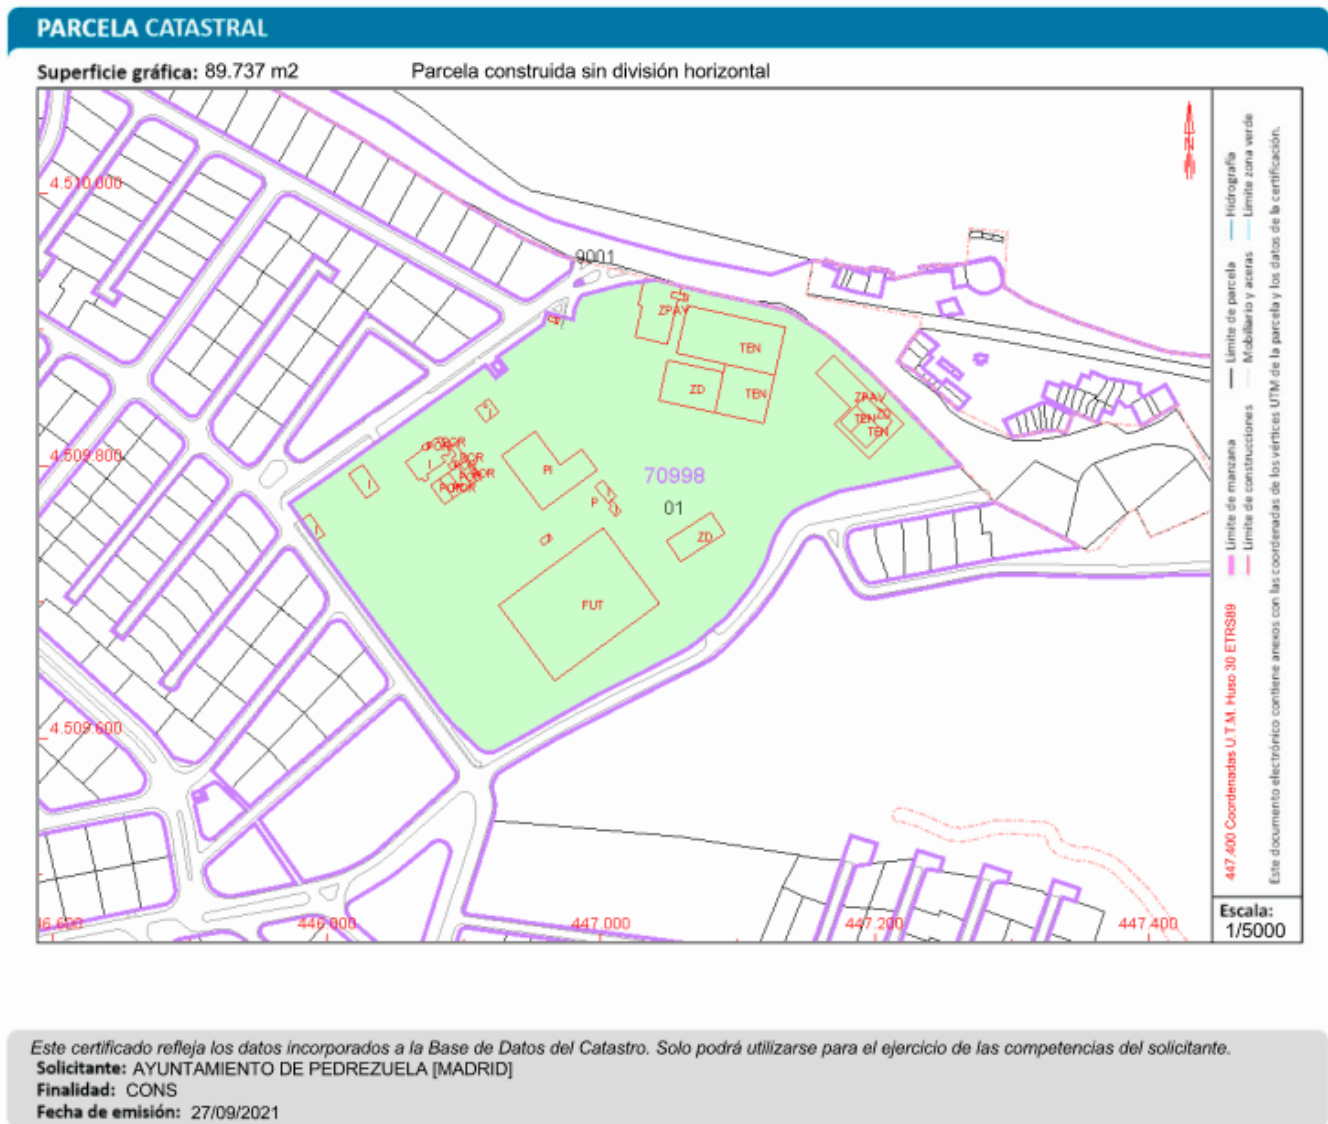 PARCELA CATASTRAL
Superficie gráfica: 89.737 m2
Parcela construida sin división horizontal
4.510.000
9001
ZPAV
TEN
ZD
TEN
ZPAV
ZD
TEN
TEN
4.509.800
POR
I
PI
70998
01
P
ZD
FUT
4.509.600
446.800
447.000
447.200
447.400
Límite de manzana
Límite de parcela
Hidrografía
Límite de construcciones
Mobiliario y aceras
Límite zona verde
447.400 Coordenadas U.T.M. Huso 30 ETRS89
Este documento electrónico contiene anexos con las coordenadas de los vértices UTM de la parcela y los datos de la certificación.
Escala:
1/5000
Este certificado refleja los datos incorporados a la Base de Datos del Catastro. Solo podrá utilizarse para el ejercicio de las competencias del solicitante.
Solicitante: AYUNTAMIENTO DE PEDREZUELA [MADRID]
Finalidad: CONS
Fecha de emisión: 27/09/2021